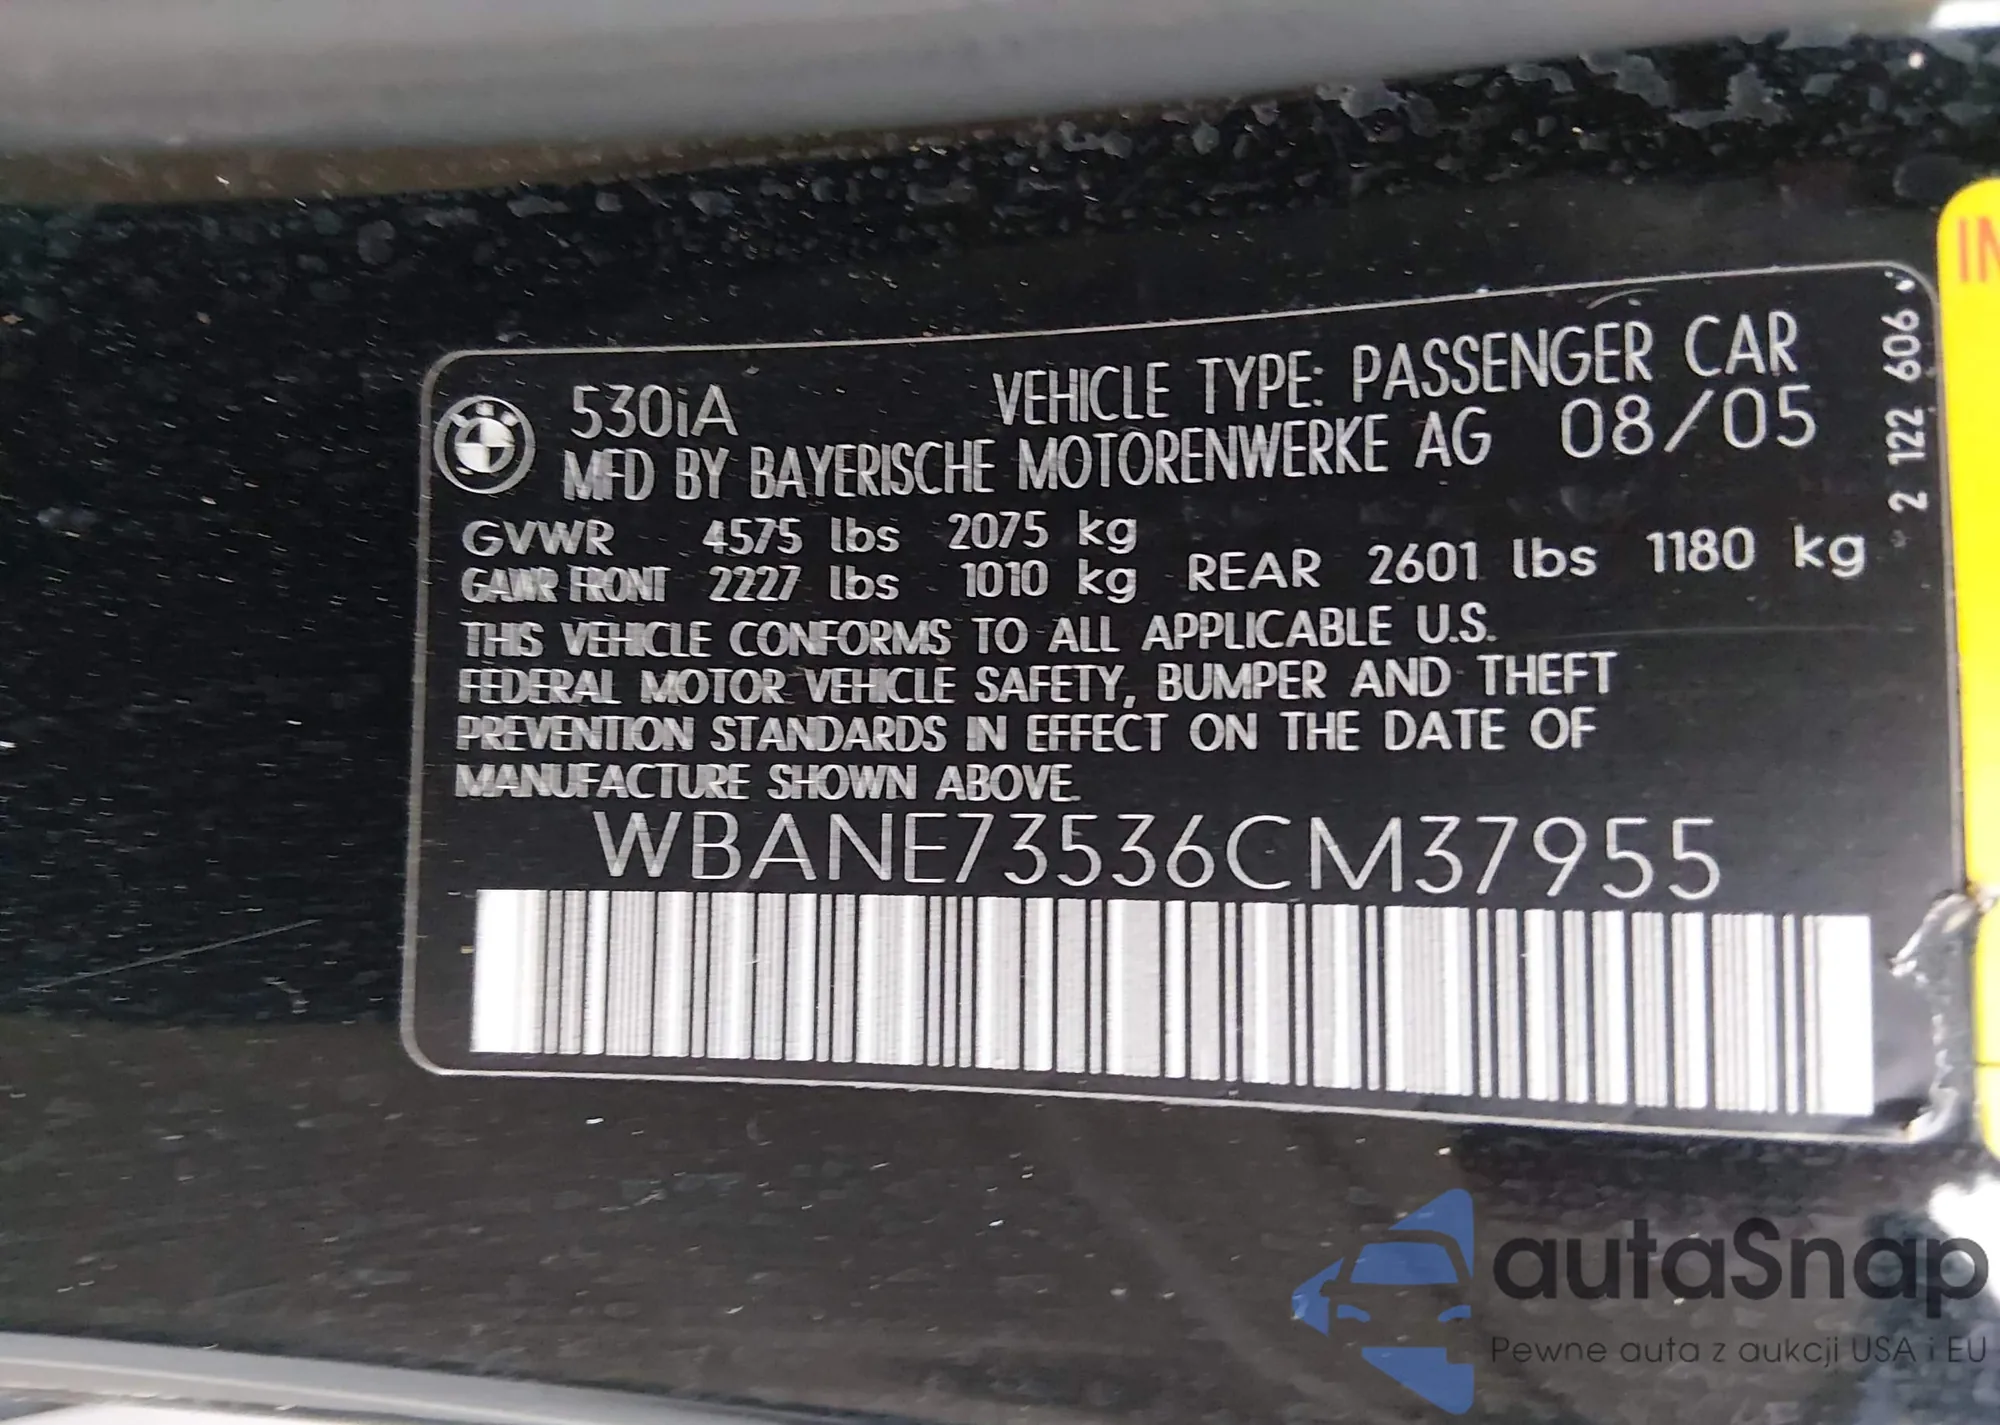 530iA VEHICLE TYPE: PASSENGER CAR
MFD BY BAYERISCHE MOTORENWERKE AG 08/05
GVWR 4575 lbs 2075 kg
GAWR FRONT 2227 lbs 1010 kg REAR 2601 lbs 1180 kg
THIS VEHICLE CONFORMS TO ALL APPLICABLE U.S.
FEDERAL MOTOR VEHICLE SAFETY, BUMPER AND THEFT
PREVENTION STANDARDS IN EFFECT ON THE DATE OF
MANUFACTURE SHOWN ABOVE.
WBANE73536CM37955
2 122 606
IN
autaSnap
Pewne auta z aukcji USA i EU